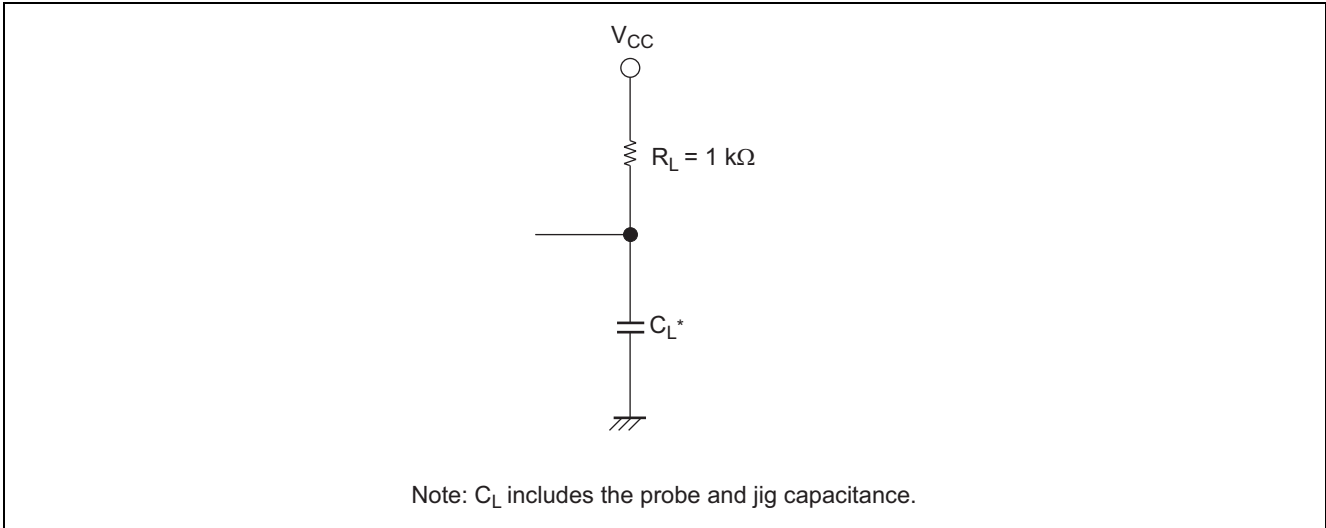 VCC
RL = 1 kΩ
CL*
Note: CL includes the probe and jig capacitance.